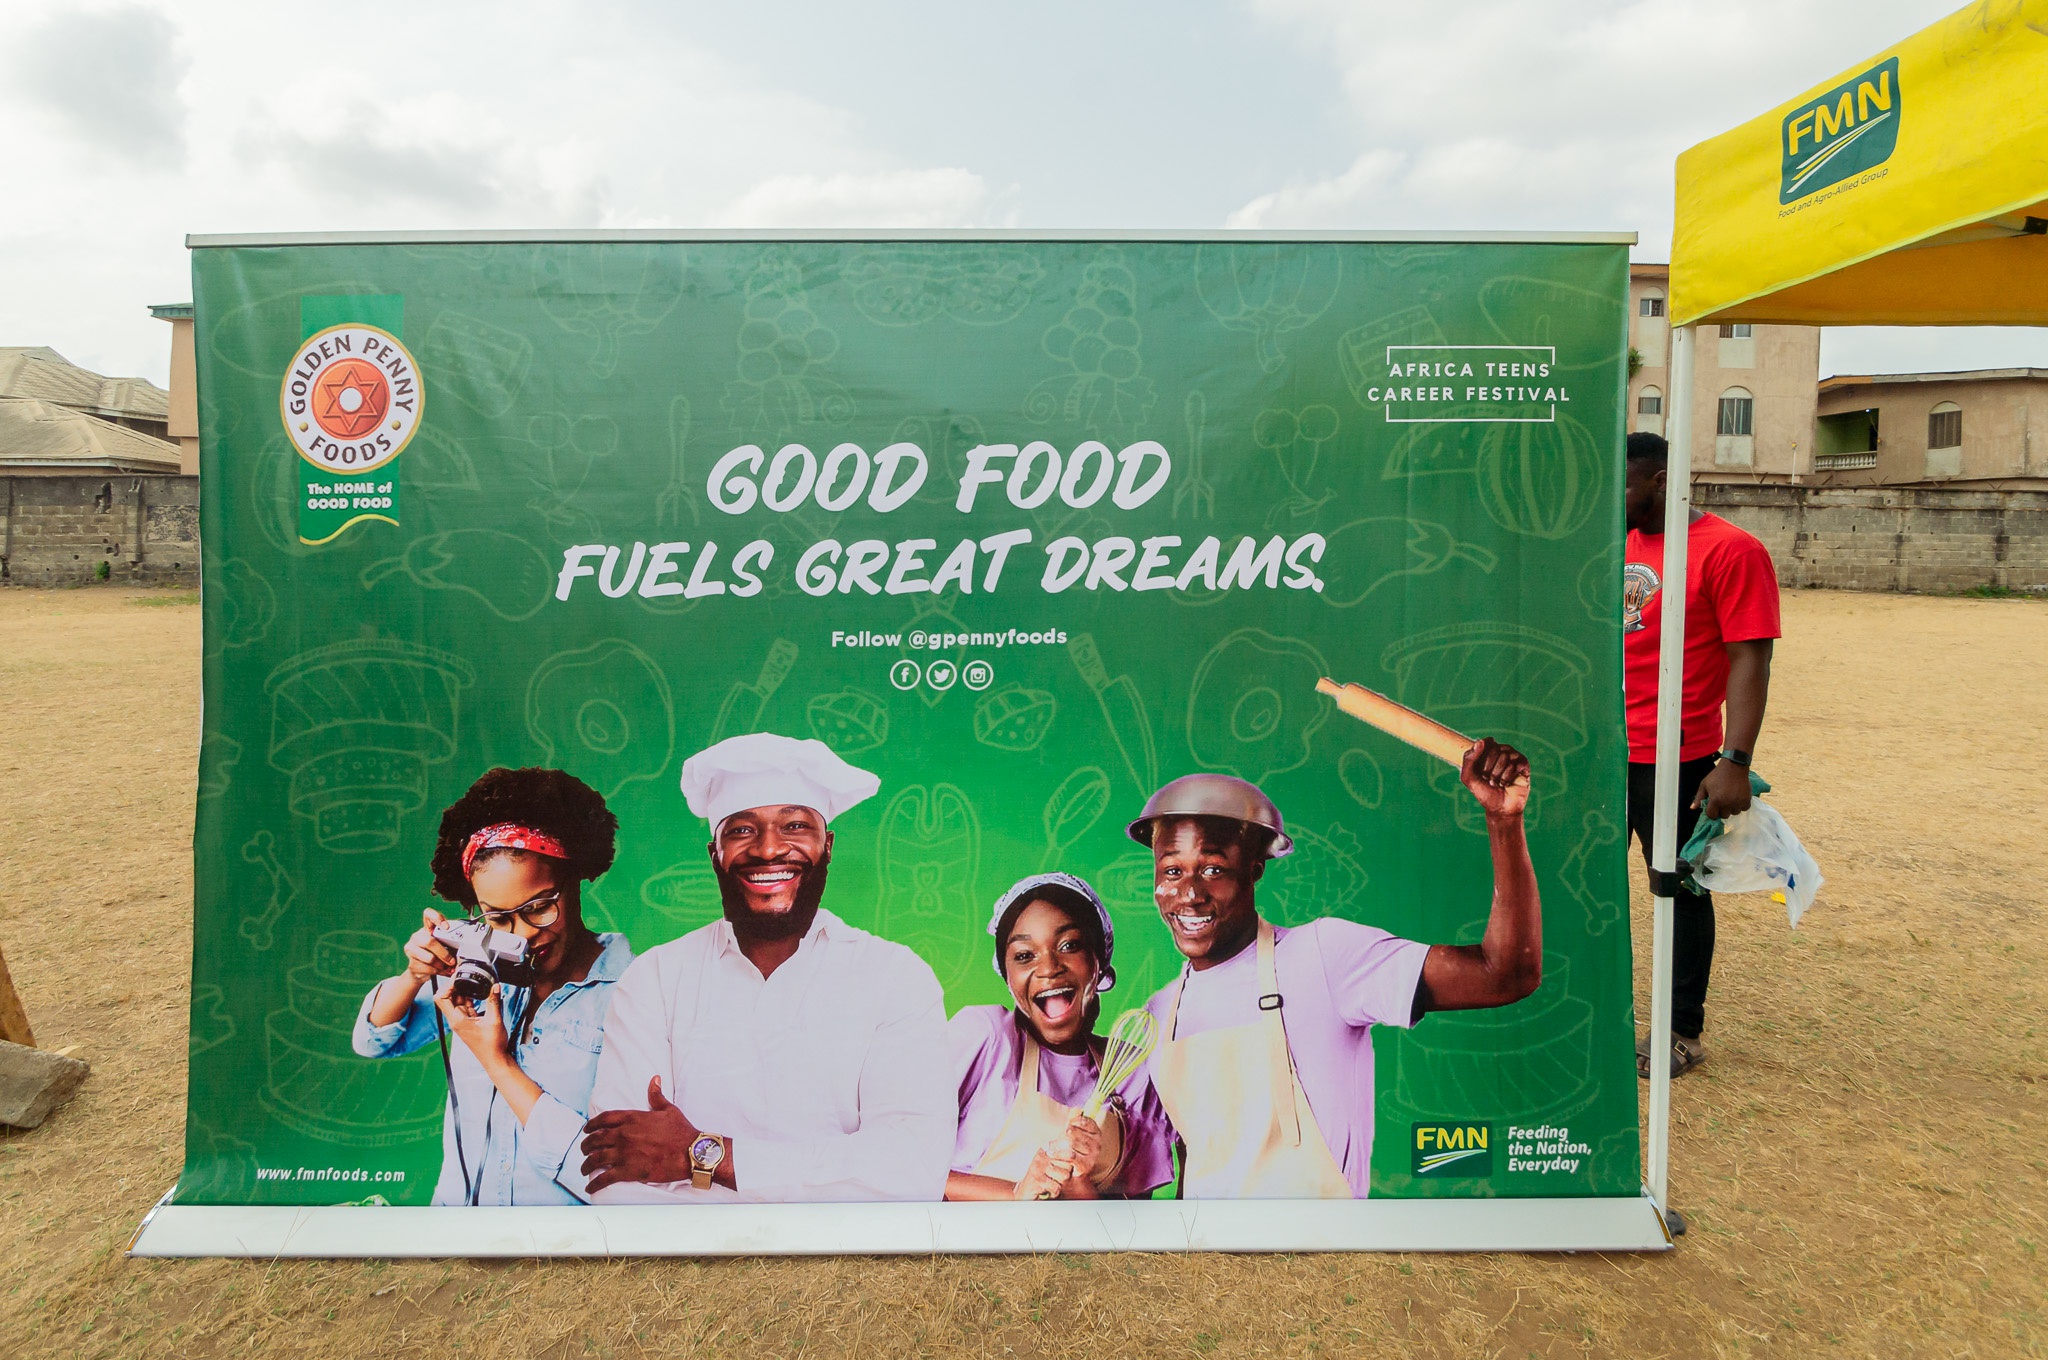 FMN
Food and Agro-Allied Group
GOLDEN PENNY
FOODS
The HOME of
GOOD FOOD
AFRICA TEENS
CAREER FESTIVAL
GOOD FOOD
FUELS GREAT DREAMS.
Follow @gpennyfoods
www.fmnfoods.com
FMN
Feeding
the Nation,
Everyday